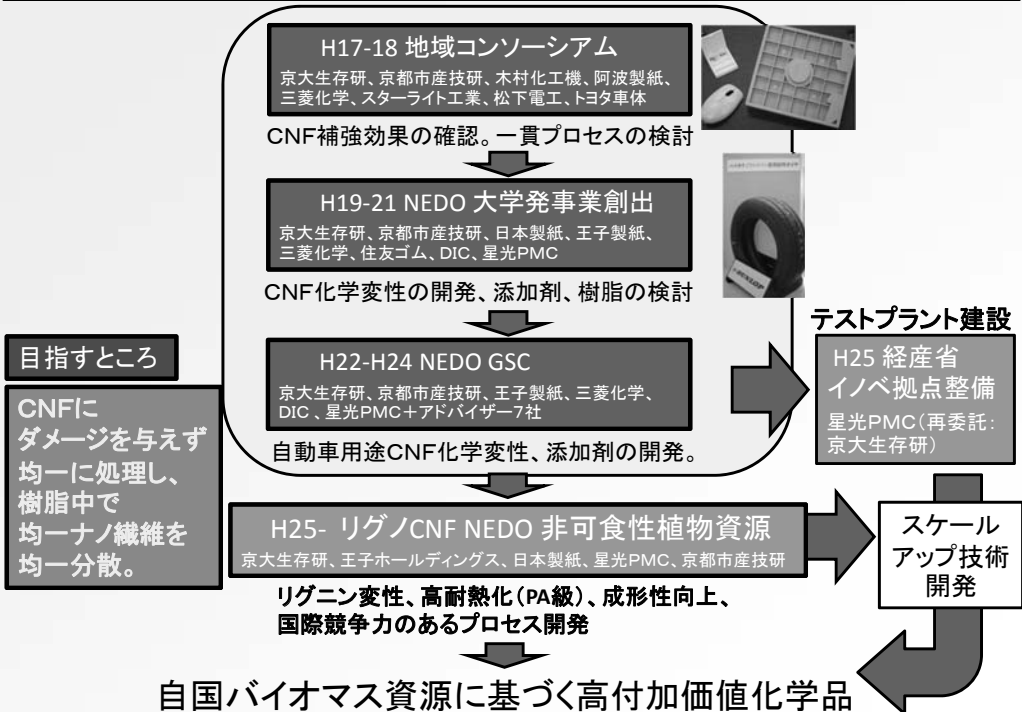 H17-18 地域コンソーシアム
京大生存研、京都市産技研、木村化工機、阿波製紙、
三菱化学、スターライト工業、松下電工、トヨタ車体
CNF補強効果の確認。一貫プロセスの検討
H19-21 NEDO 大学発事業創出
京大生存研、京都市産技研、日本製紙、王子製紙、
三菱化学、住友ゴム、DIC、星光PMC
DUNLOP
CNF化学変性の開発、添加剤、樹脂の検討
H22-H24 NEDO GSC
京大生存研、京都市産技研、王子製紙、三菱化学、
DIC 、星光PMC+アドバイザー7社
自動車用途CNF化学変性、添加剤の開発。
テストプラント建設
H25 経産省
イノベ拠点整備
星光PMC(再委託:
京大生存研)
目指すところ
CNFに
ダメージを与えず
均一に処理し、
樹脂中で
均一ナノ繊維を
均一分散。
H25- リグノCNF NEDO 非可食性植物資源
京大生存研、王子ホールディングス、日本製紙、星光PMC、京都市産技研
リグニン変性、高耐熱化(PA級)、成形性向上、
国際競争力のあるプロセス開発
スケール
アップ技術
開発
自国バイオマス資源に基づく高付加価値化学品